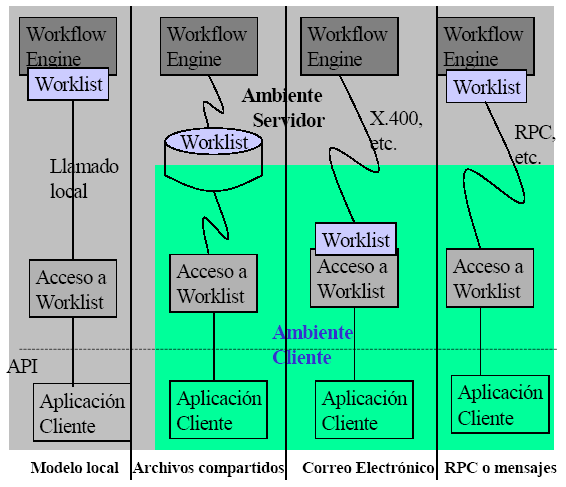 Workflow
Engine
Worklist
Llamado
local
Acceso a
Worklist
API
Aplicación
Cliente
Modelo local
Workflow
Engine
Ambiente
Servidor
Worklist
Acceso a
Worklist
Ambiente
Cliente
Aplicación
Cliente
Archivos compartidos
Workflow
Engine
X.400,
etc.
Worklist
Acceso a
Worklist
Aplicación
Cliente
Correo Electrónico
Workflow
Engine
Worklist
RPC,
etc.
Acceso a
Worklist
Aplicación
Cliente
RPC o mensajes